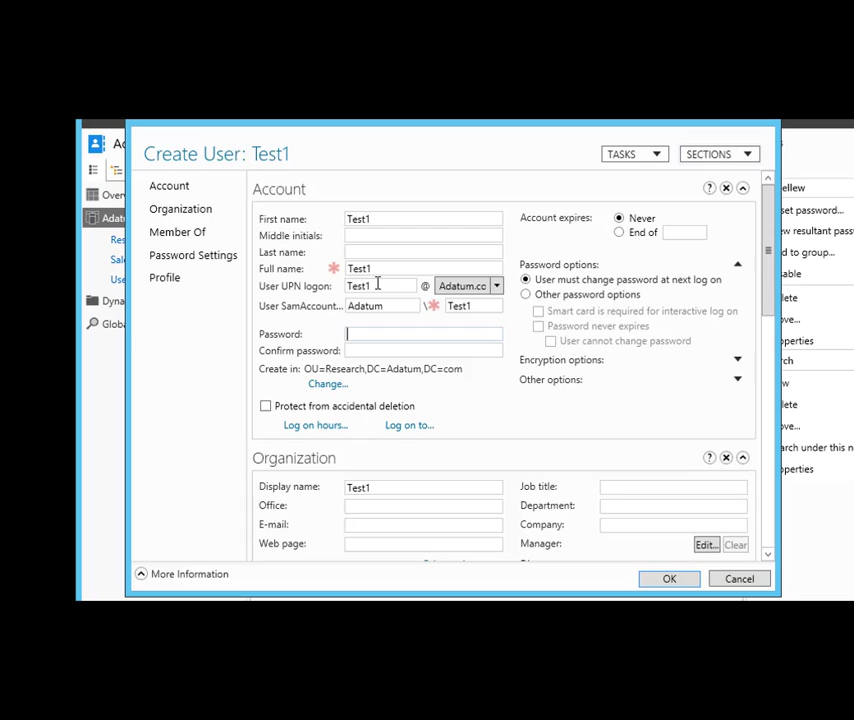 Create User: Test1
TASKS
SECTIONS
Account
Organization
Member Of
Password Settings
Profile
Account
First name: Test1
Middle initials:
Last name:
Full name: * Test1
User UPN logon: Test1 @ Adatum.co
User SamAccount... Adatum \ * Test1
Password:
Confirm password:
Create in: OU=Research,DC=Adatum,DC=com
Change...
Protect from accidental deletion
Log on hours... Log on to...
Account expires: Never
End of
Password options:
User must change password at next log on
Other password options
Smart card is required for interactive log on
Password never expires
User cannot change password
Encryption options:
Other options:
Organization
Display name: Test1
Office:
E-mail:
Web page:
Job title:
Department:
Company:
Manager: Edit... Clear
More Information
OK Cancel
Overv
Adatu
Res
Sale
Use
Dyna
Globa
ellew
set password...
ew resultant passw
d to group...
able
ove...
operties
rch
w
elete
ove...
arch under this n
operties